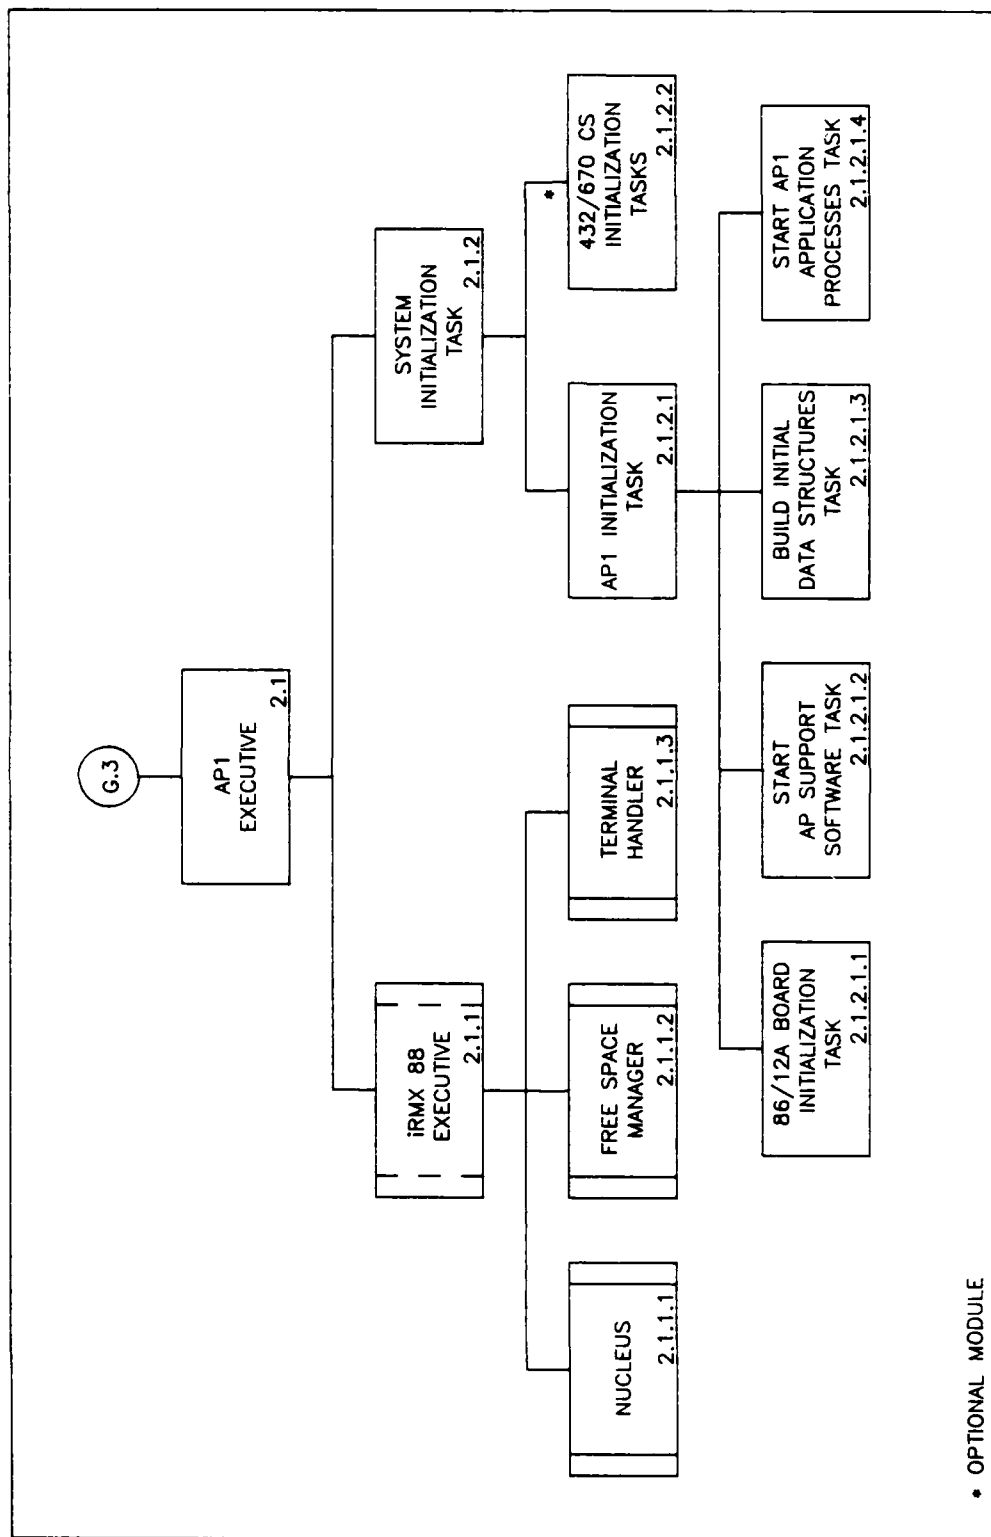 G.3
AP1
EXECUTIVE
2.1
iRMX 88
EXECUTIVE
2.1.1
SYSTEM
INITIALIZATION
TASK
2.1.2
NUCLEUS
2.1.1.1
FREE SPACE
MANAGER
2.1.1.2
TERMINAL
HANDLER
2.1.1.3
AP1 INITIALIZATION
TASK
2.1.2.1
*
432/670 CS
INITIALIZATION
TASKS
2.1.2.2
86/12A BOARD
INITIALIZATION
TASK
2.1.2.1.1
START
AP SUPPORT
SOFTWARE TASK
2.1.2.1.2
BUILD INITIAL
DATA STRUCTURES
TASK
2.1.2.1.3
START AP1
APPLICATION
PROCESSES TASK
2.1.2.1.4
* OPTIONAL MODULE